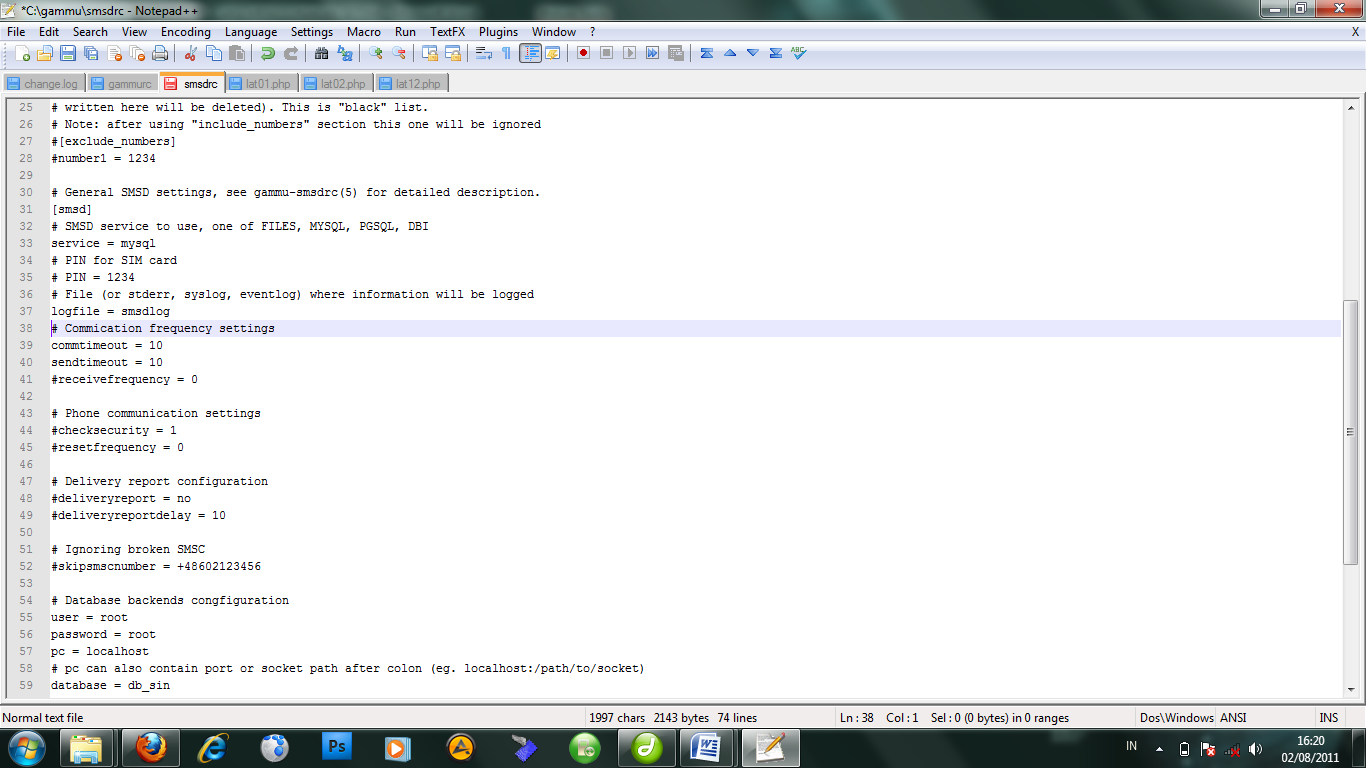 *C:\gammu\smsdrc - Notepad++
File Edit Search View Encoding Language Settings Macro Run TextFX Plugins Window ? X
change.log gammurc smsdrc lat01.php lat02.php lat12.php
25 # written here will be deleted). This is "black" list.
26 # Note: after using "include_numbers" section this one will be ignored
27 #[exclude_numbers]
28 #number1 = 1234
29
30 # General SMSD settings, see gammu-smsdrc(5) for detailed description.
31 [smsd]
32 # SMSD service to use, one of FILES, MYSQL, PGSQL, DBI
33 service = mysql
34 # PIN for SIM card
35 # PIN = 1234
36 # File (or stderr, syslog, eventlog) where information will be logged
37 logfile = smsdlog
38 # Commication frequency settings
39 commtimeout = 10
40 sendtimeout = 10
41 #receivefrequency = 0
42
43 # Phone communication settings
44 #checksecurity = 1
45 #resetfrequency = 0
46
47 # Delivery report configuration
48 #deliveryreport = no
49 #deliveryreportdelay = 10
50
51 # Ignoring broken SMSC
52 #skipsmscnumber = +48602123456
53
54 # Database backends congfiguration
55 user = root
56 password = root
57 pc = localhost
58 # pc can also contain port or socket path after colon (eg. localhost:/path/to/socket)
59 database = db_sin
Normal text file 1997 chars 2143 bytes 74 lines Ln : 38 Col : 1 Sel : 0 (0 bytes) in 0 ranges Dos\Windows ANSI INS
Ps
IN 16:20
02/08/2011